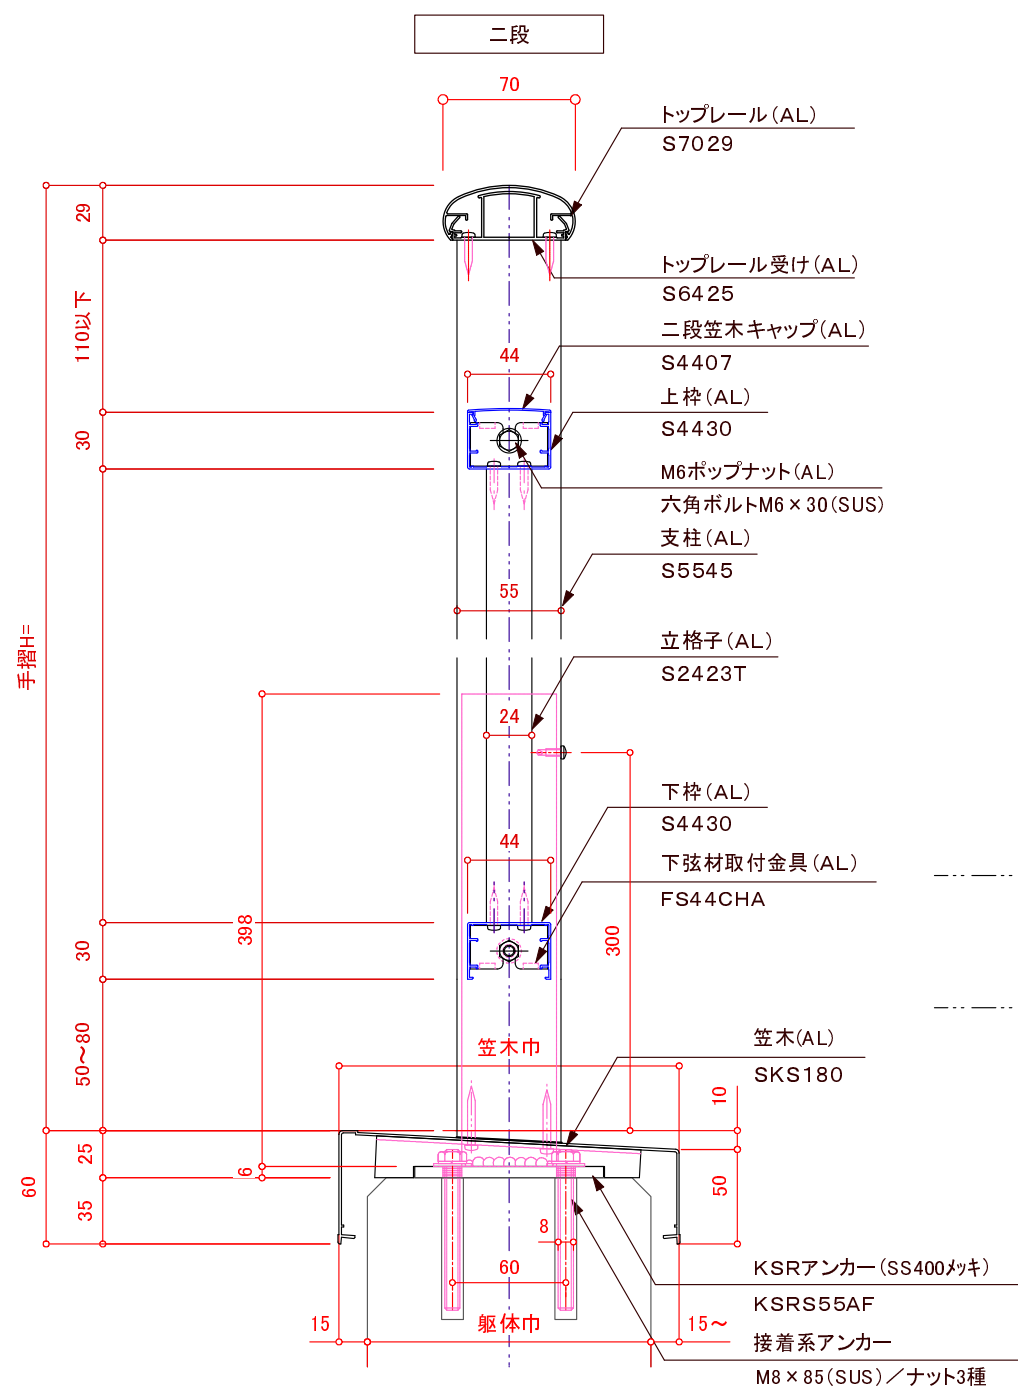 二段
70
トップレール(AL)
S7029
29
トップレール受け(AL)
S6425
110以下
二段笠木キャップ(AL)
S4407
44
上枠(AL)
S4430
30
M6ポップナット(AL)
六角ボルトM6×30(SUS)
支柱(AL)
S5545
55
手摺H=
立格子(AL)
S2423T
24
下枠(AL)
S4430
44
下弦材取付金具(AL)
FS44CHA
398
300
30
笠木(AL)
SKS180
50～80
笠木巾
10
25
6
60
35
50
8
KSRアンカー(SS400メッキ)
KSRS55AF
60
15
躯体巾
15～
接着系アンカー
M8×85(SUS)／ナット3種